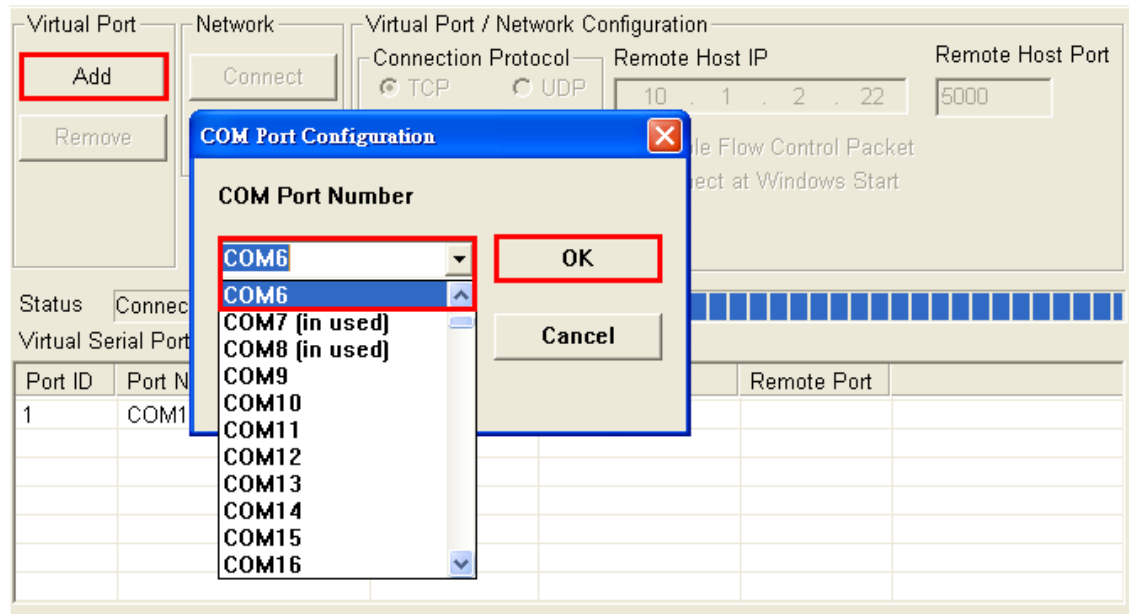 Virtual Port
Network
Virtual Port / Network Configuration
Add
Connect
Connection Protocol
TCP
UDP
Remote Host IP
10 . 1 . 2 . 22
Remote Host Port
5000
Remove
Flow Control Packet
at Windows Start
COM Port Configuration
COM Port Number
COM6
OK
Cancel
COM6
COM7 (in used)
COM8 (in used)
COM9
COM10
COM11
COM12
COM13
COM14
COM15
COM16
Status
Virtual Serial Port
Port ID
Port
Remote Port
1
COM1